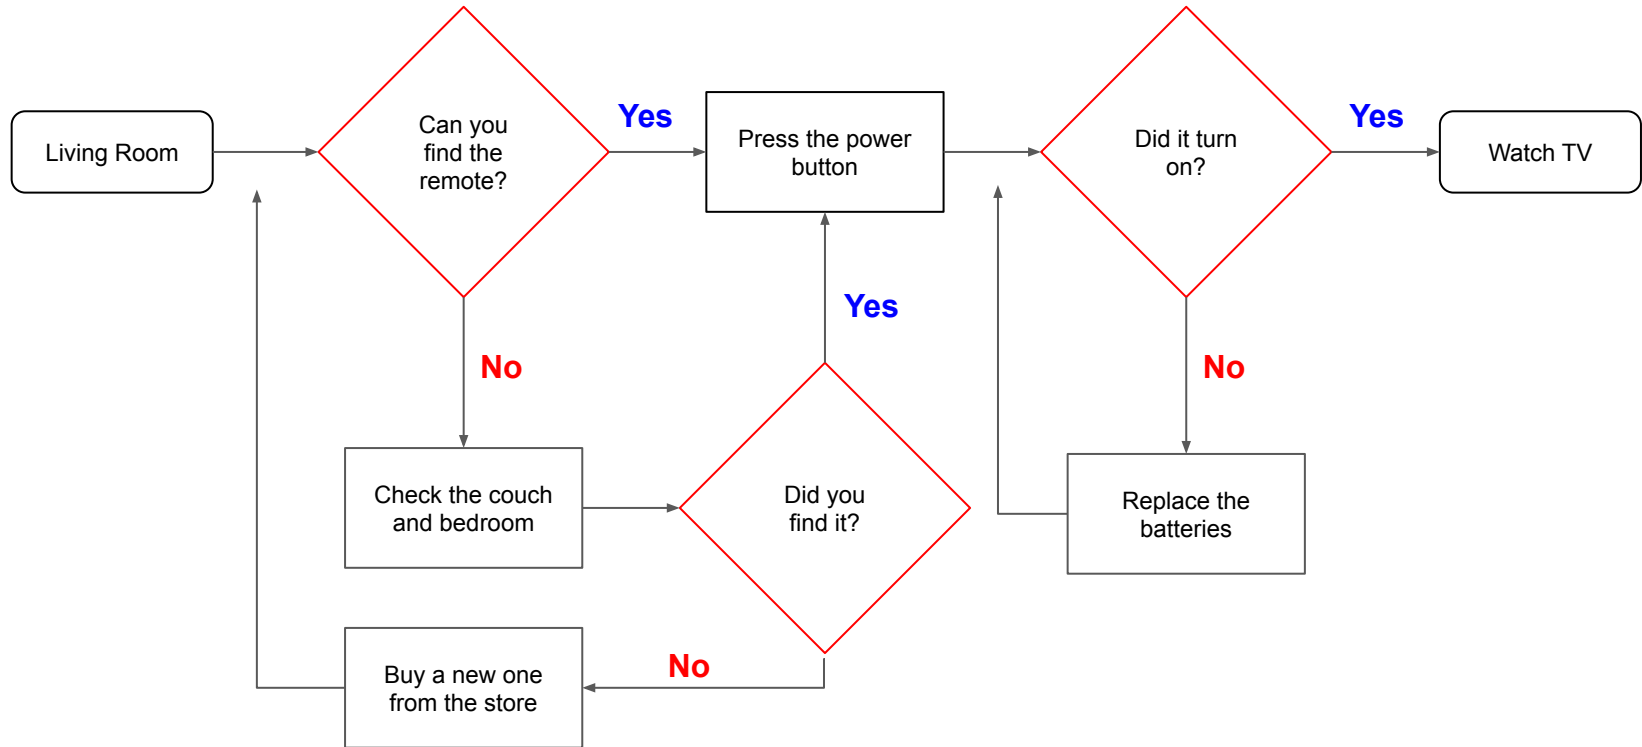 Living Room
Can you
find the
remote?
Yes
Press the power
button
Did it turn
on?
Yes
Watch TV
No
Yes
No
Check the couch
and bedroom
Did you
find it?
Replace the
batteries
No
Buy a new one
from the store